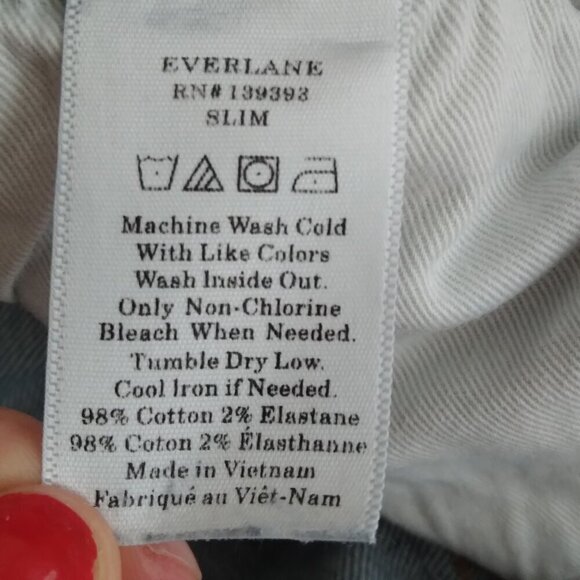 EVERLANE
RN# 139393
SLIM
Machine Wash Cold
With Like Colors
Wash Inside Out.
Only Non-Chlorine
Bleach When Needed.
Tumble Dry Low.
Cool Iron if Needed.
98% Cotton 2% Elastane
98% Coton 2% Élasthanne
Made in Vietnam
Fabriqué au Viêt-Nam